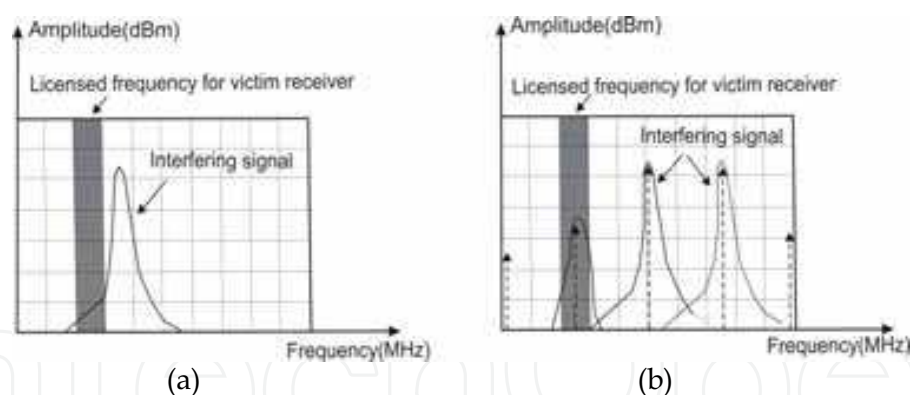 Amplitude(dBm)
Licensed frequency for victim receiver
Interfering signal
Frequency(MHz)
(a)
Amplitude(dBm)
Licensed frequency for victim receiver
Interfering signal
Frequency(MHz)
(b)